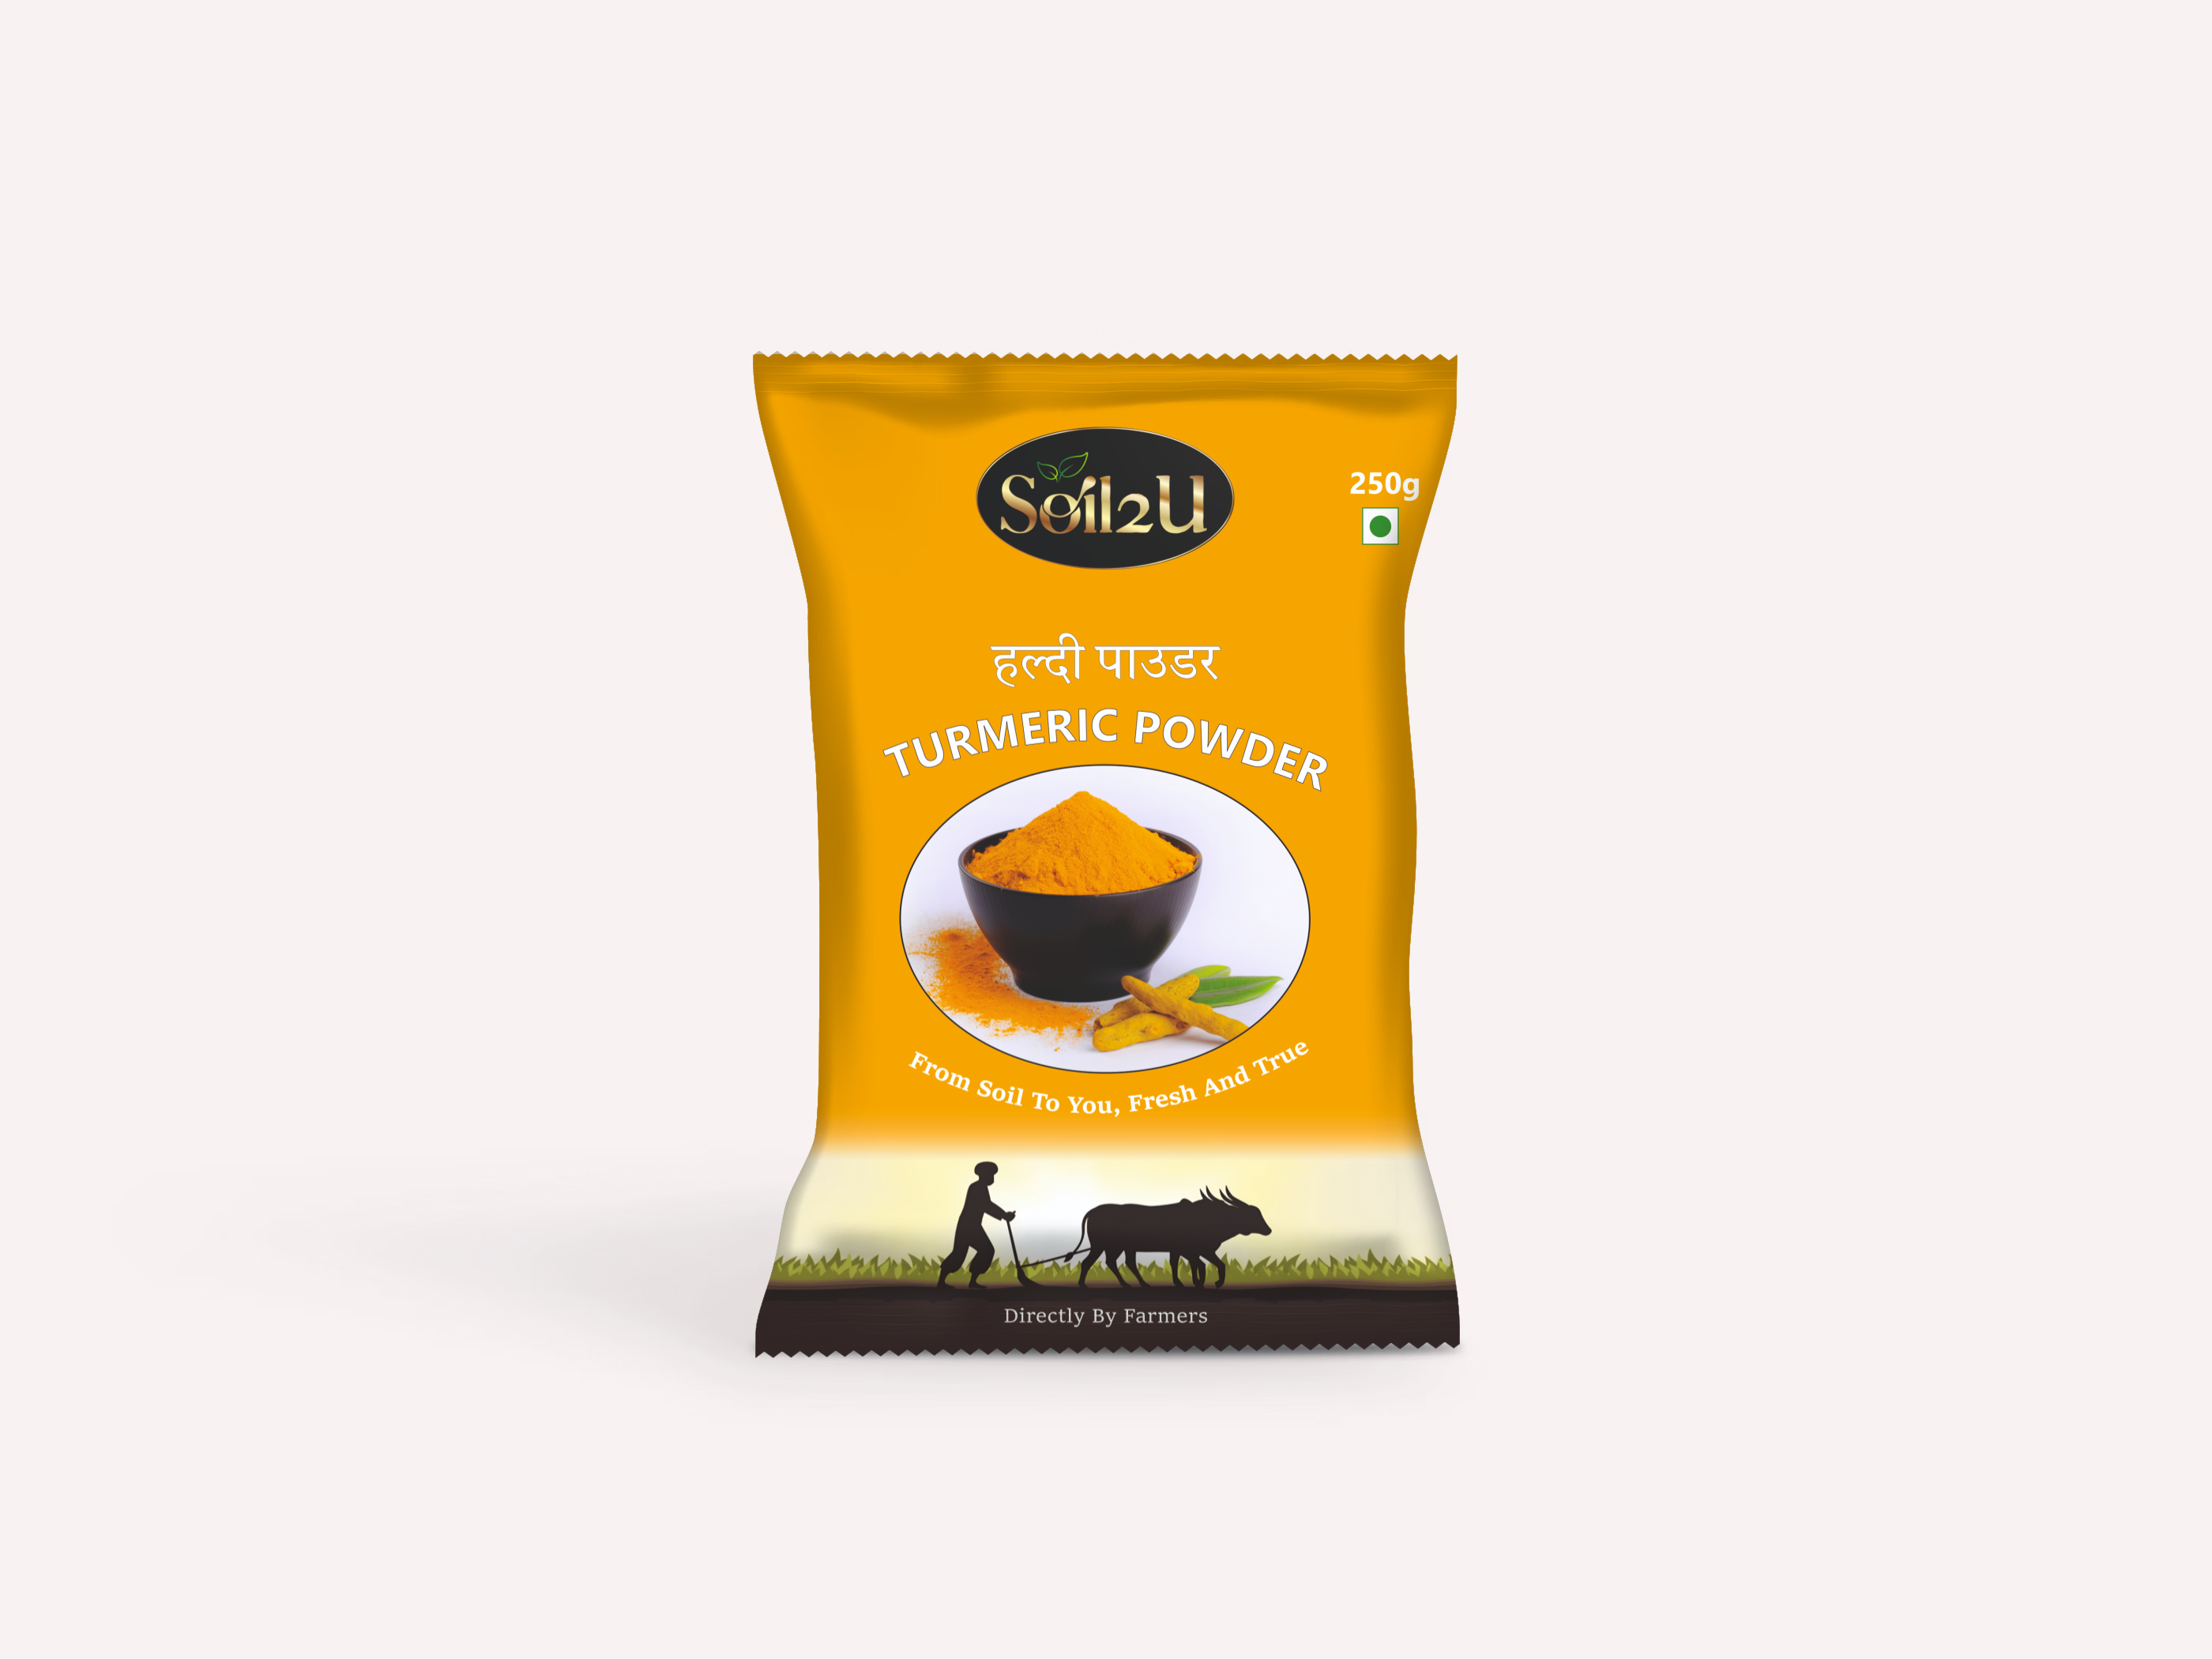 Soil2U
250g
हल्दी पाउडर
TURMERIC POWDER
From Soil To You, Fresh And True
Directly By Farmers